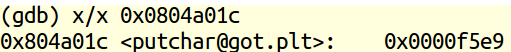 (gdb) x/x 0x0804a01c
0x804a01c <putchar@got.plt>:    0x0000f5e9